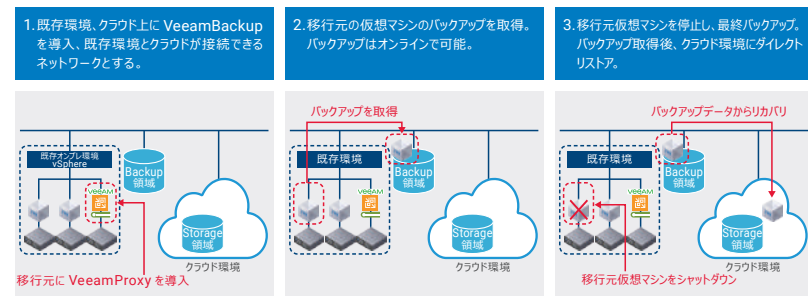 1.既存環境、クラウド上に VeeamBackup
を導入、既存環境とクラウドが接続できる
ネットワークとする。
既存オンプレ環境
vSphere
Backup
領域
veeAM
Storage
領域
クラウド環境
移行元に VeeamProxy を導入
2.移行元の仮想マシンのバックアップを取得。
バックアップはオンラインで可能。
バックアップを取得
既存環境
Backup
領域
veeAM
Storage
領域
クラウド環境
3.移行元仮想マシンを停止し、最終バックアップ。
バックアップ取得後、クラウド環境にダイレクト
リストア。
バックアップデータからリカバリ
既存環境
Backup
領域
veeAM
Storage
領域
クラウド環境
移行元仮想マシンをシャットダウン